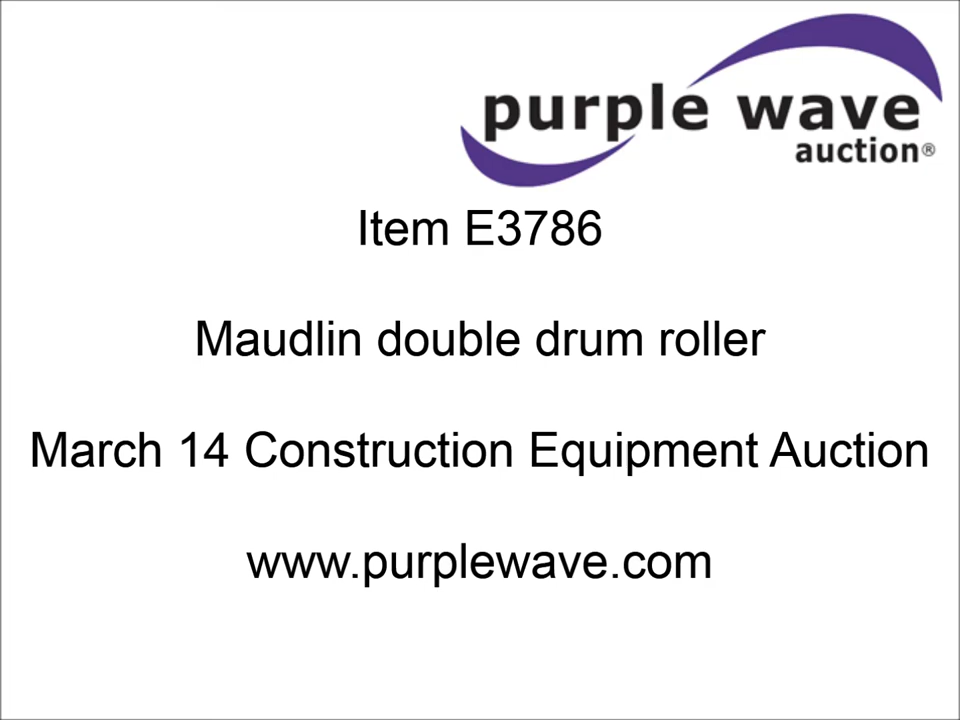 purple wave
auction®
Item E3786
Maudlin double drum roller
March 14 Construction Equipment Auction
www.purplewave.com